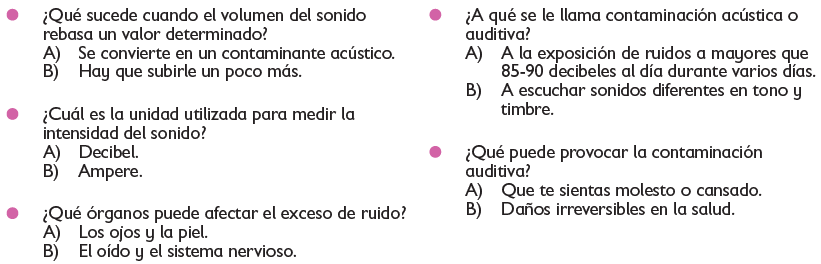 ¿Qué sucede cuando el volumen del sonido
rebasa un valor determinado?
A) Se convierte en un contaminante acústico.
B) Hay que subirle un poco más.
¿Cuál es la unidad utilizada para medir la
intensidad del sonido?
A) Decibel.
B) Ampere.
¿Qué órganos puede afectar el exceso de ruido?
A) Los ojos y la piel.
B) El oído y el sistema nervioso.
¿A qué se le llama contaminación acústica o
auditiva?
A) A la exposición de ruidos a mayores que
85-90 decibeles al día durante varios días.
B) A escuchar sonidos diferentes en tono y
timbre.
¿Qué puede provocar la contaminación
auditiva?
A) Que te sientas molesto o cansado.
B) Daños irreversibles en la salud.